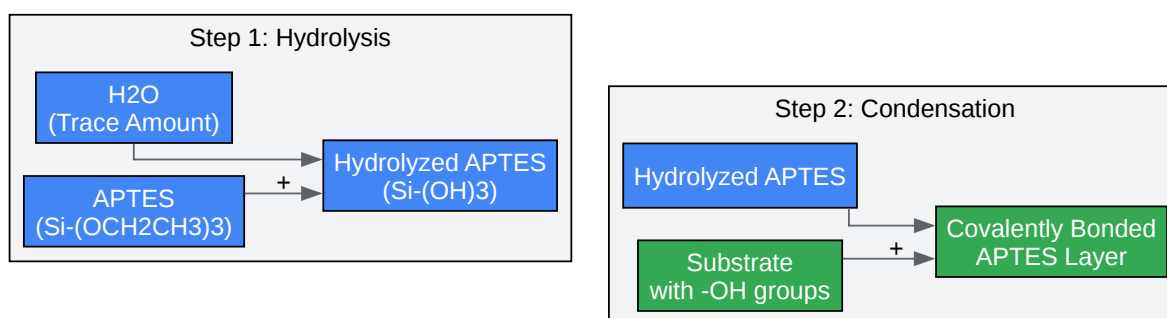 Step 1: Hydrolysis
H2O
(Trace Amount)
APTES
(Si-(OCH2CH3)3)
+
Hydrolyzed APTES
(Si-(OH)3)
Step 2: Condensation
Hydrolyzed APTES
Substrate
with -OH groups
+
Covalently Bonded
APTES Layer